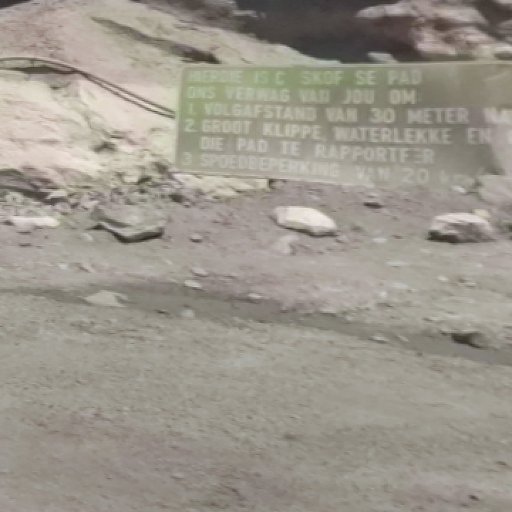 HIERDIE IS C SKOF SE PAD
ONS VERWAG VAN JOU OM
1. VOLGAFSTAND VAN 30 METER
2. GROOT KLIPPE, WATERLEKKE EN
DIE PAD TE RAPPORTEER
3 SPOEDBEPERKING VAN 20